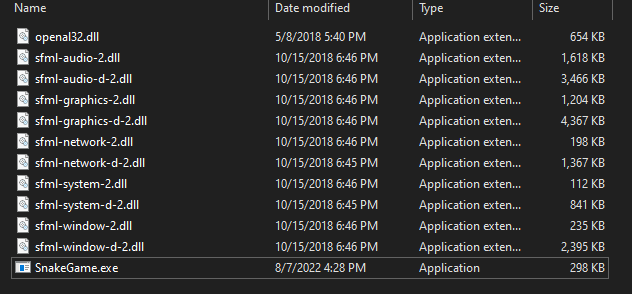 Name Date modified Type Size
openal32.dll 5/8/2018 5:40 PM Application exten... 654 KB
sfml-audio-2.dll 10/15/2018 6:46 PM Application exten... 1,618 KB
sfml-audio-d-2.dll 10/15/2018 6:46 PM Application exten... 3,466 KB
sfml-graphics-2.dll 10/15/2018 6:46 PM Application exten... 1,204 KB
sfml-graphics-d-2.dll 10/15/2018 6:46 PM Application exten... 4,367 KB
sfml-network-2.dll 10/15/2018 6:46 PM Application exten... 198 KB
sfml-network-d-2.dll 10/15/2018 6:45 PM Application exten... 1,367 KB
sfml-system-2.dll 10/15/2018 6:46 PM Application exten... 112 KB
sfml-system-d-2.dll 10/15/2018 6:45 PM Application exten... 841 KB
sfml-window-2.dll 10/15/2018 6:46 PM Application exten... 235 KB
sfml-window-d-2.dll 10/15/2018 6:46 PM Application exten... 2,395 KB
SnakeGame.exe 8/7/2022 4:28 PM Application 298 KB